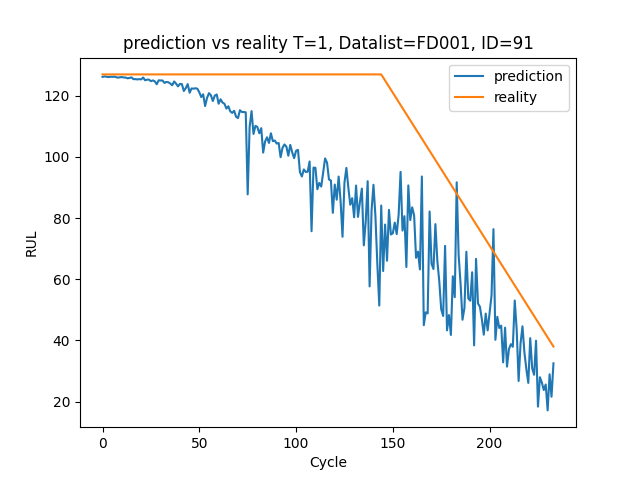 prediction vs reality T=1, Datalist=FD001, ID=91
prediction
reality
RUL
120
100
80
60
40
20
0
50
100
150
200
Cycle